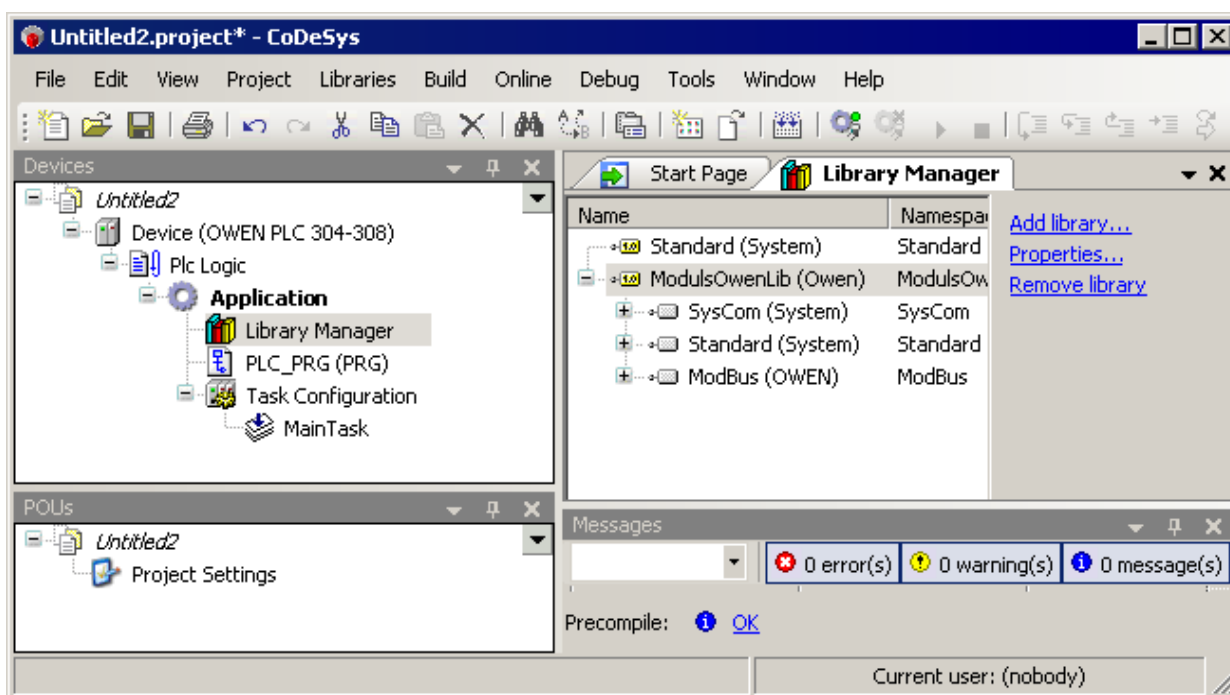 Untitled2.project* - CoDeSys
File Edit View Project Libraries Build Online Debug Tools Window Help
Devices
Untitled2
Device (OWEN PLC 304-308)
Plc Logic
Application
Library Manager
PLC_PRG (PRG)
Task Configuration
MainTask
POUs
Untitled2
Project Settings
Start Page Library Manager
Name Namespa
Standard (System) Standard
ModulsOwenLib (Owen) ModulsOw
SysCom (System) SysCom
Standard (System) Standard
ModBus (OWEN) ModBus
Add library...
Properties...
Remove library
Messages
0 error(s) 0 warning(s) 0 message(s)
Precompile: OK
Current user: (nobody)